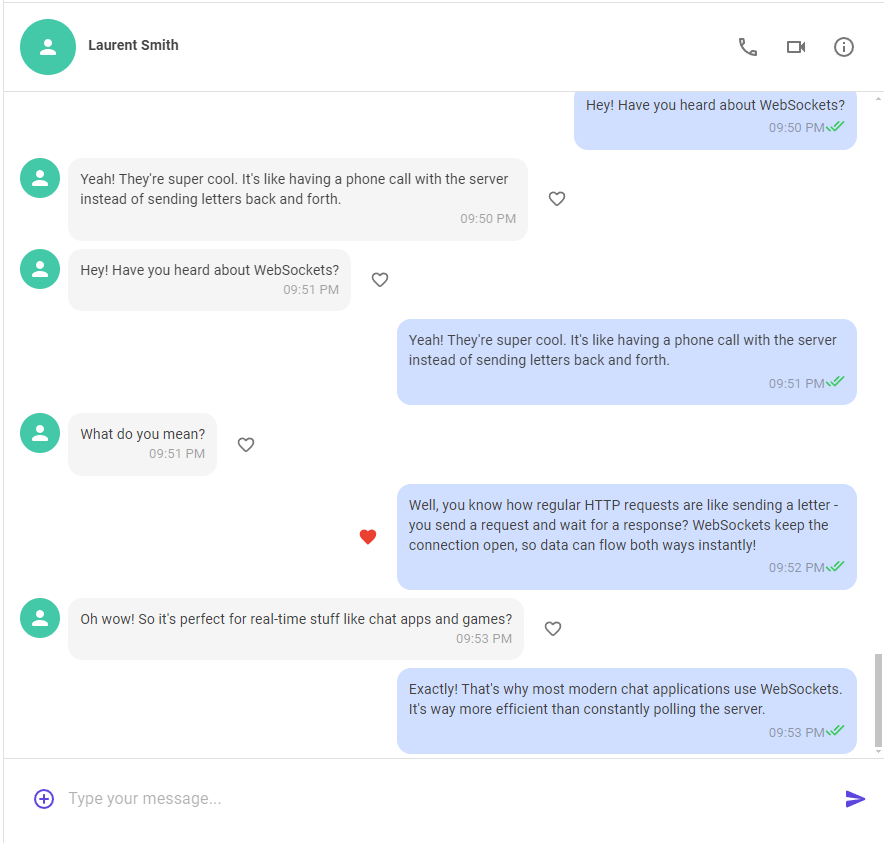 Laurent Smith
Hey! Have you heard about WebSockets?
09:50 PM
Yeah! They're super cool. It's like having a phone call with the server
instead of sending letters back and forth.
09:50 PM
Hey! Have you heard about WebSockets?
09:51 PM
Yeah! They're super cool. It's like having a phone call with the server
instead of sending letters back and forth.
09:51 PM
What do you mean?
09:51 PM
Well, you know how regular HTTP requests are like sending a letter -
you send a request and wait for a response? WebSockets keep the
connection open, so data can flow both ways instantly!
09:52 PM
Oh wow! So it's perfect for real-time stuff like chat apps and games?
09:53 PM
Exactly! That's why most modern chat applications use WebSockets.
It's way more efficient than constantly polling the server.
09:53 PM
Type your message...